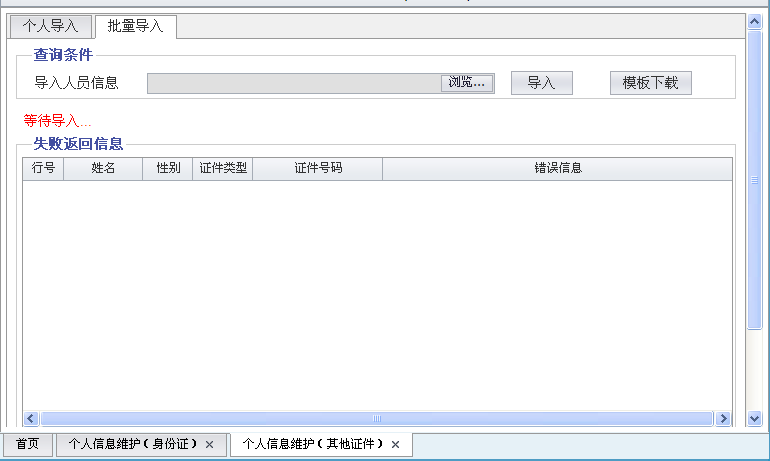 个人导入 批量导入
查询条件
导入人员信息 浏览... 导入 模板下载
等待导入...
失败返回信息
行号 姓名 性别 证件类型 证件号码 错误信息
首页 个人信息维护(身份证) 个人信息维护(其他证件)